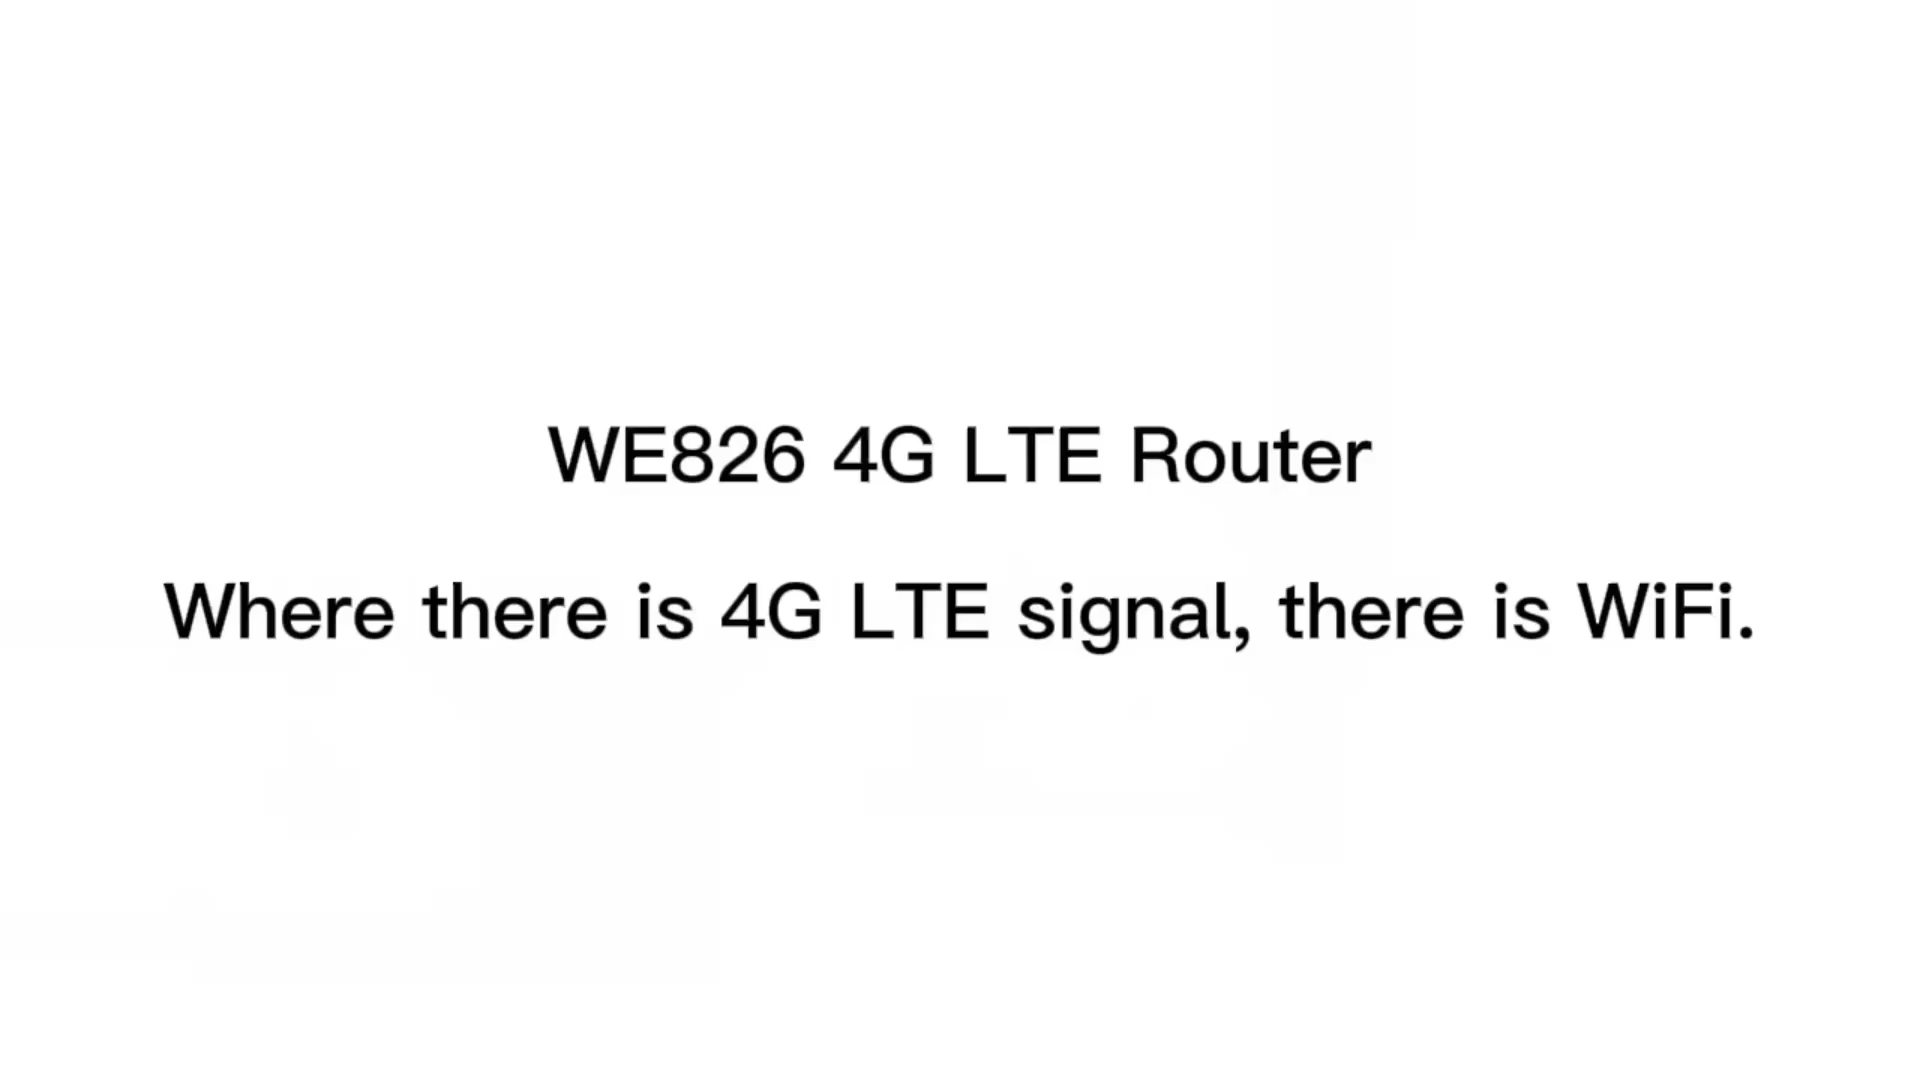 WE826 4G LTE Router
Where there is 4G LTE signal, there is WiFi.